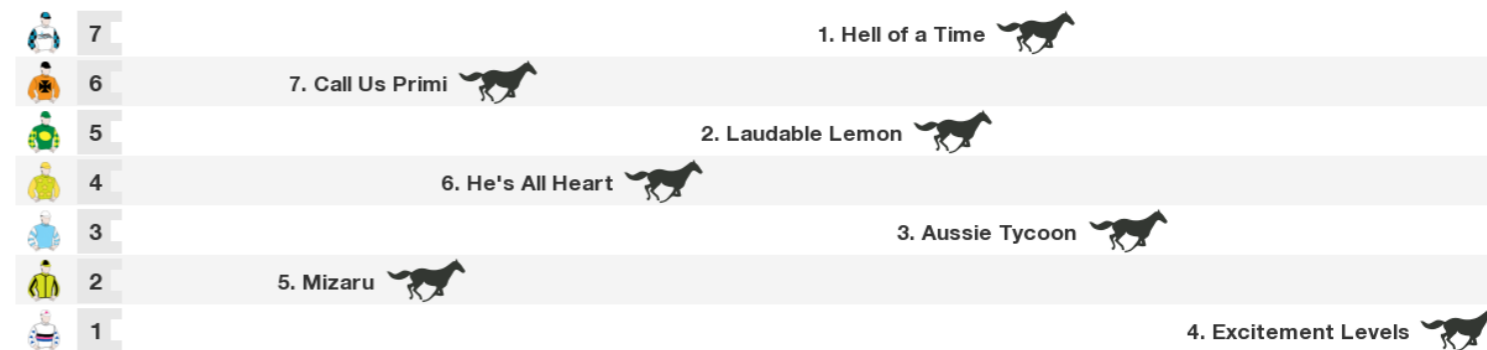 7 1. Hell of a Time
6 7. Call Us Primi
5 2. Laudable Lemon
4 6. He's All Heart
3 3. Aussie Tycoon
2 5. Mizaru
1 4. Excitement Levels